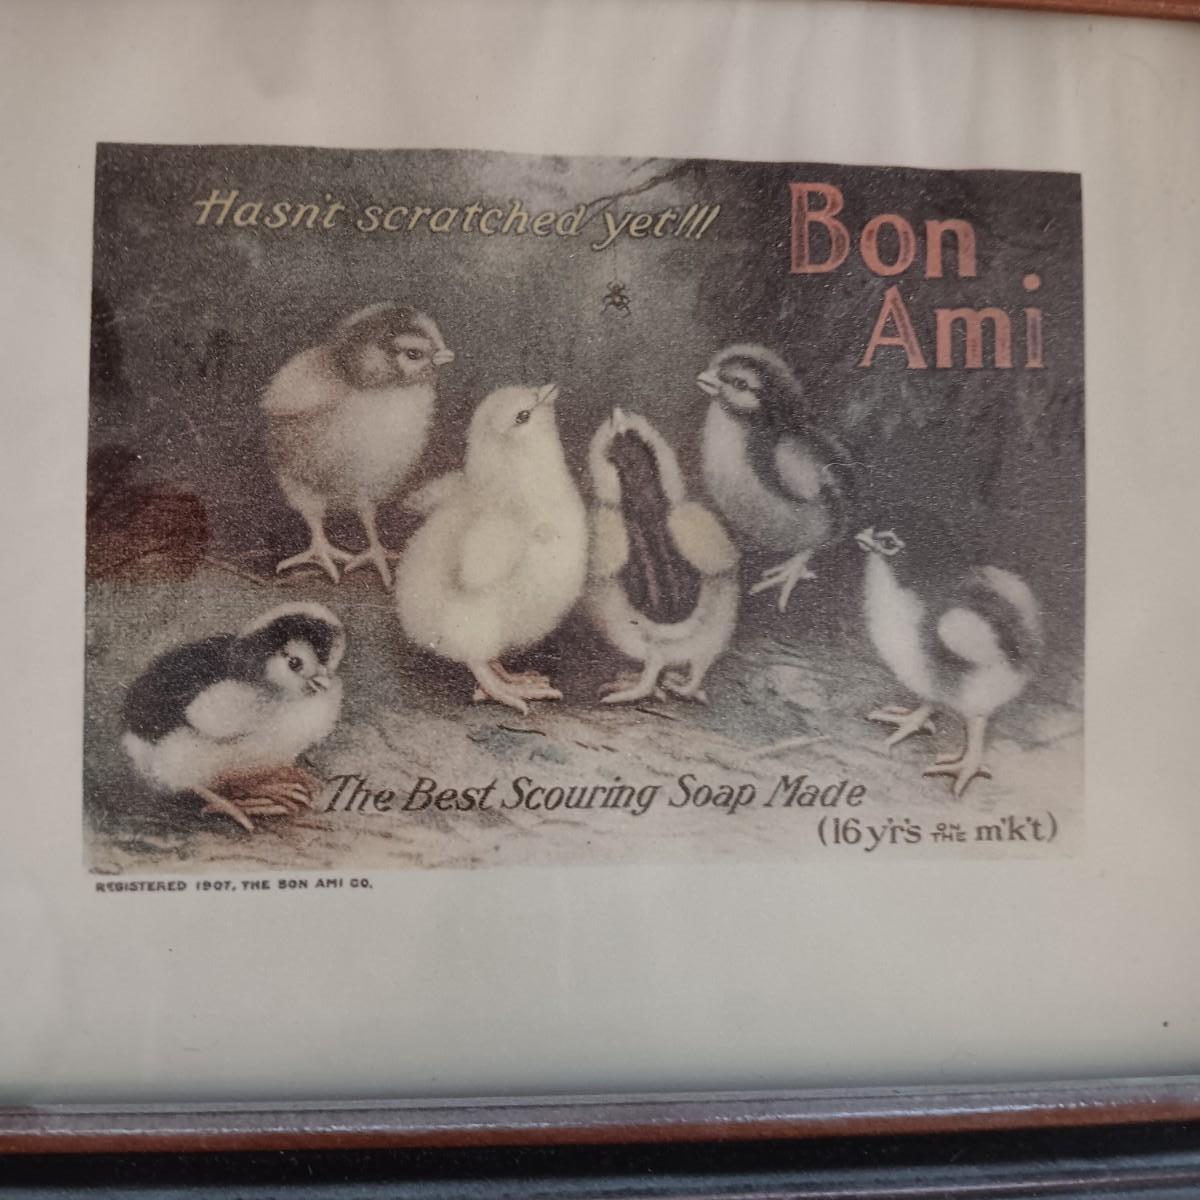 Hasn't scratched yet!!!
Bon
Ami
The Best Scouring Soap Made
(16 y'r's ON THE m'k't)
REGISTERED 1907, THE BON AMI CO.